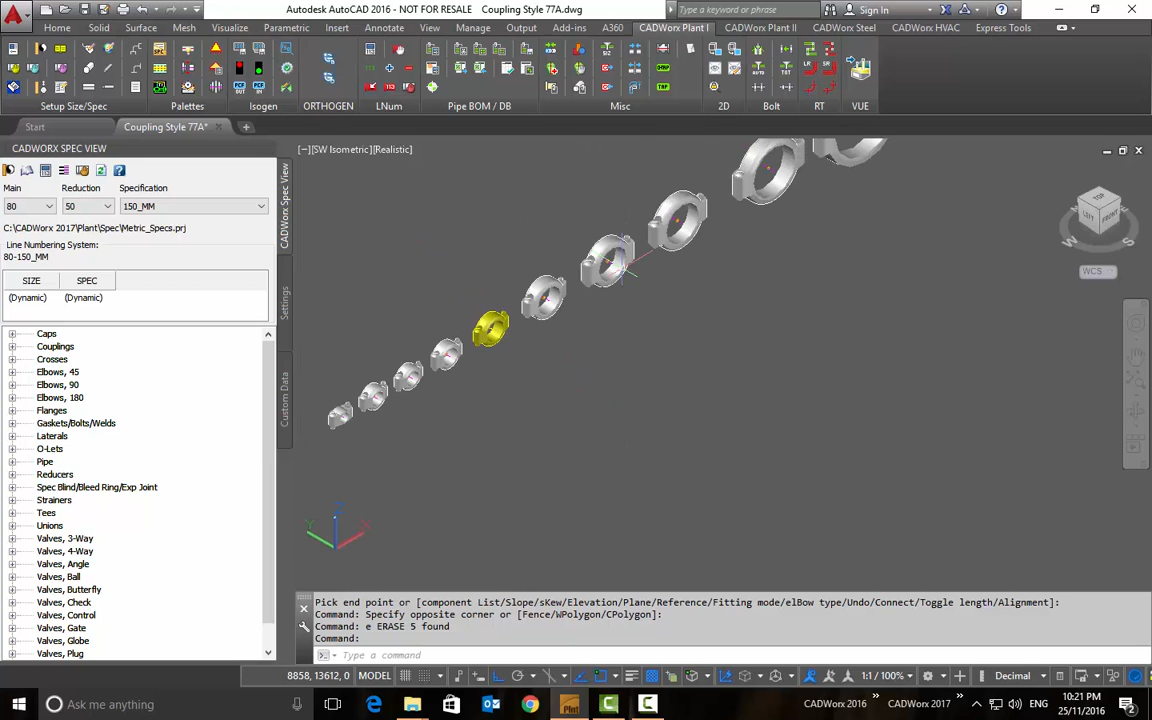 Autodesk AutoCAD 2016 - NOT FOR RESALE Coupling Style 77A.dwg
Type a keyword or phrase
Sign In
Home Solid Surface Mesh Visualize Parametric Insert Annotate View Manage Output Add-ins A360 CADWorx Plant I CADWorx Plant II CADWorx Steel CADWorx HVAC Express Tools
Setup Size/Spec Palettes Isogen ORTHOGEN LNum Pipe BOM / DB Misc 2D Bolt RT VUE
Start Coupling Style 77A*
CADWORX SPEC VIEW
[−][SW Isometric][Realistic]
Main Reduction Specification
80 50 150_MM
C:\CADWorx 2017\Plant\Spec\Metric_Specs.prj
Line Numbering System:
80-150_MM
SIZE SPEC
(Dynamic) (Dynamic)
CADWorx Spec View
Settings
Custom Data
Caps
Couplings
Crosses
Elbows, 45
Elbows, 90
Elbows, 180
Flanges
Gaskets/Bolts/Welds
Laterals
O-Lets
Pipe
Reducers
Spec Blind/Bleed Ring/Exp Joint
Strainers
Tees
Unions
Valves, 3-Way
Valves, 4-Way
Valves, Angle
Valves, Ball
Valves, Butterfly
Valves, Check
Valves, Control
Valves, Gate
Valves, Globe
Valves, Plug
TOP
LEFT FRONT
W S
WCS
Y Z X
Pick end point or [component List/Slope/sKew/Elevation/Plane/Reference/Fitting mode/elBow type/Undo/Connect/Toggle length/Alignment]:
Command: Specify opposite corner or [Fence/WPolygon/CPolygon]:
Command: e ERASE 5 found
Command:
Type a command
8858, 13612, 0 MODEL
1:1 / 100% Decimal
Ask me anything
CADWorx 2016 CADWorx 2017
10:21 PM
25/11/2016